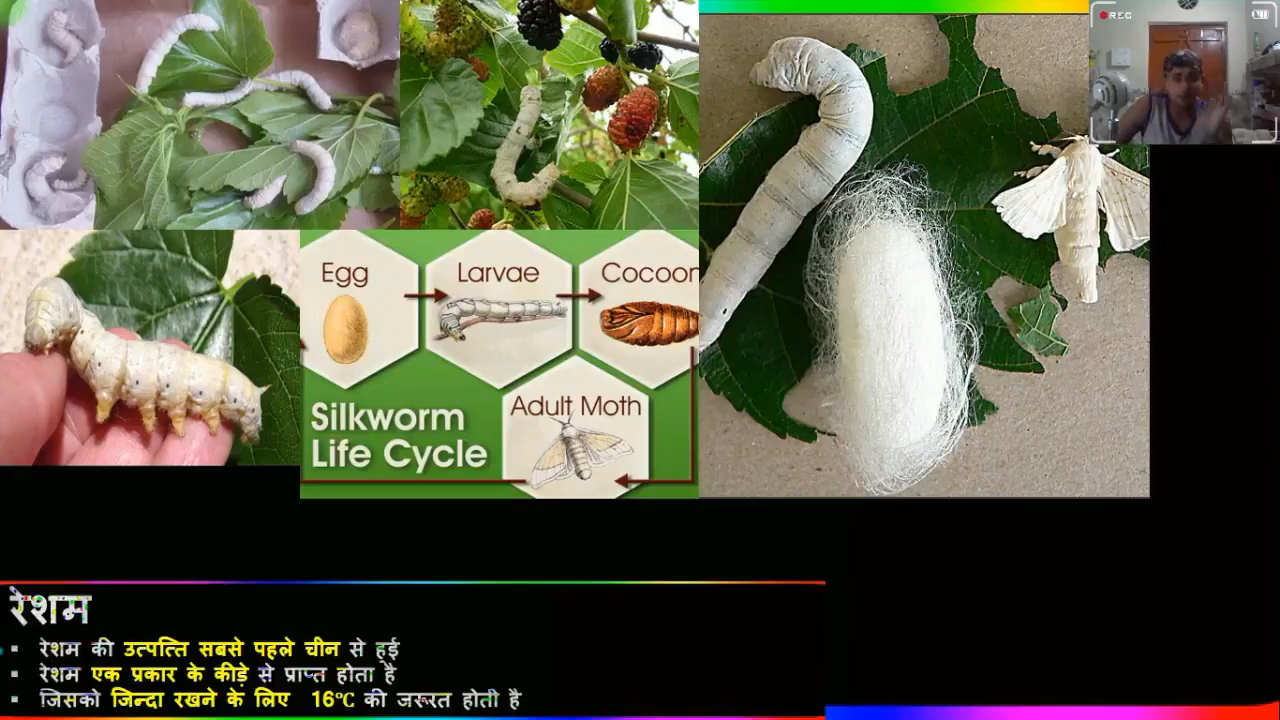 REC
Egg
Larvae
Cocoon
Adult Moth
Silkworm
Life Cycle
रेशम
▪ रेशम की उत्पत्ति सबसे पहले चीन से हुई
▪ रेशम एक प्रकार के कीड़े से प्राप्त होता है
▪ जिसको जिन्दा रखने के लिए 16°C की जरूरत होती है